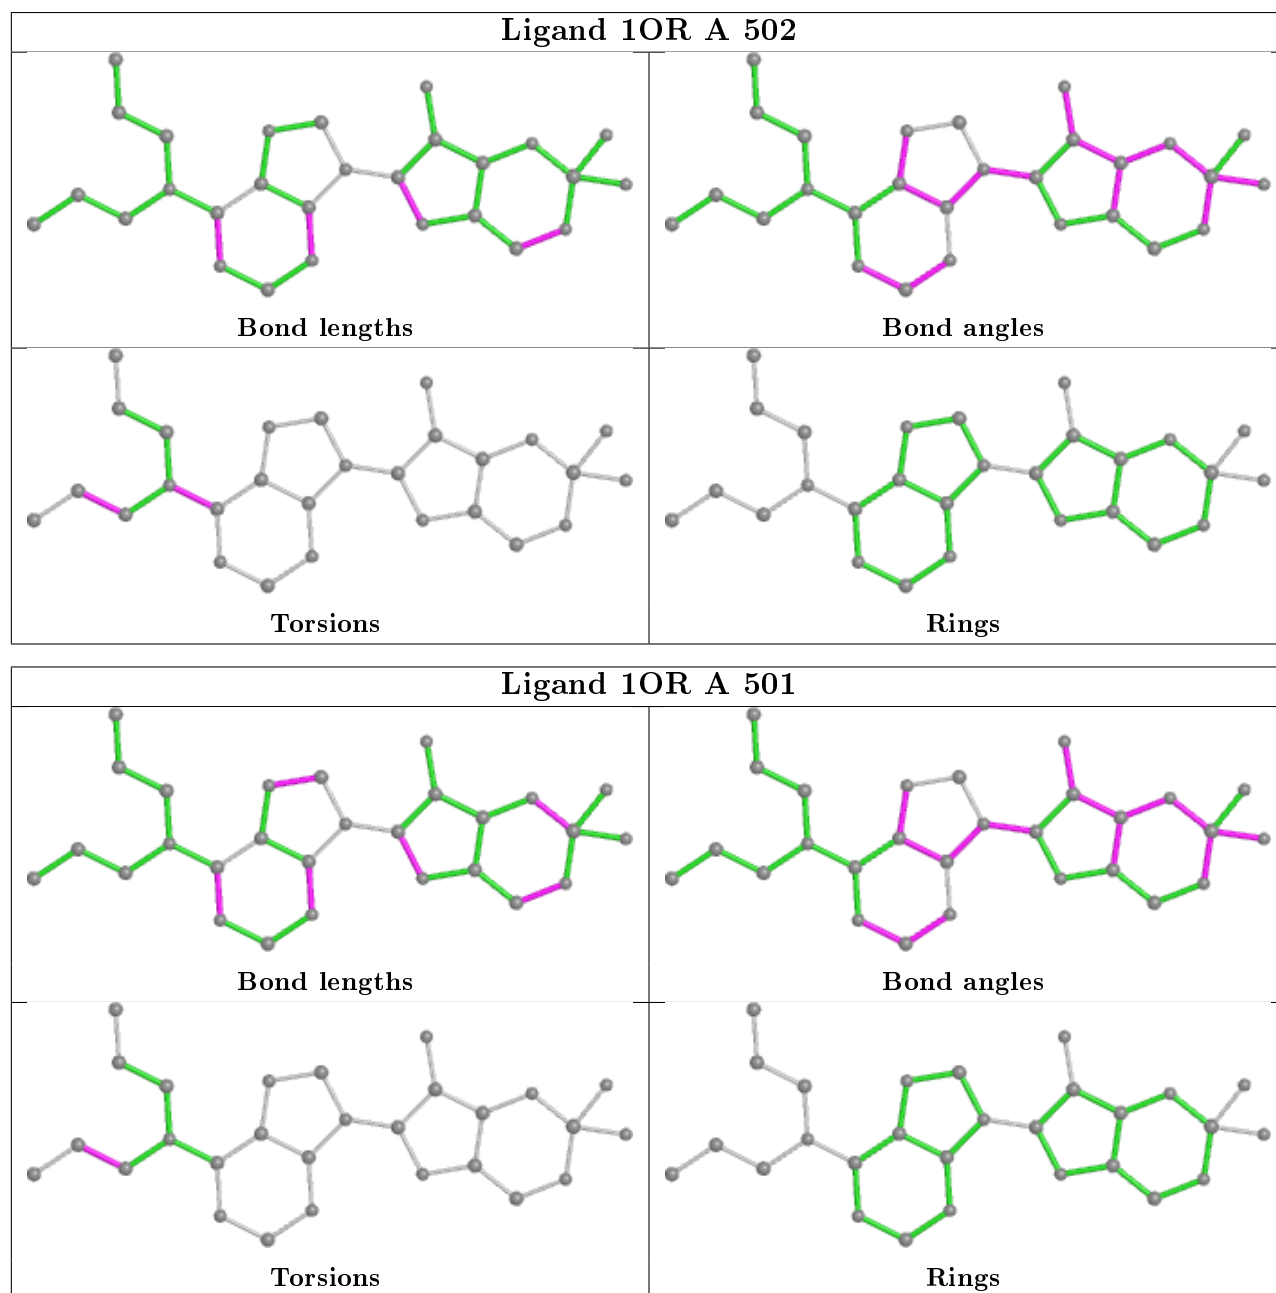 Ligand 1OR A 502
Bond lengths
Bond angles
Torsions
Rings
Ligand 1OR A 501
Bond lengths
Bond angles
Torsions
Rings